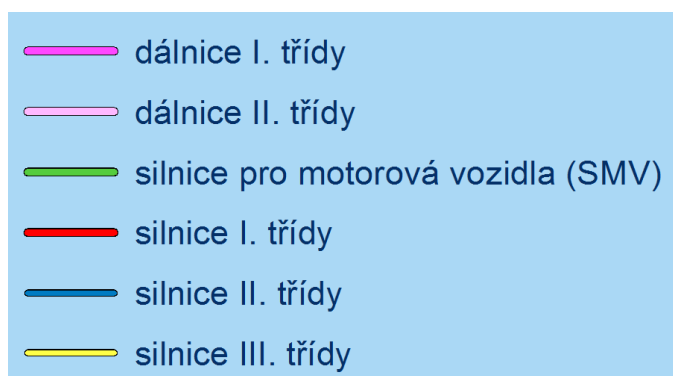 dálnice I. třídy
dálnice II. třídy
silnice pro motorová vozidla (SMV)
silnice I. třídy
silnice II. třídy
silnice III. třídy